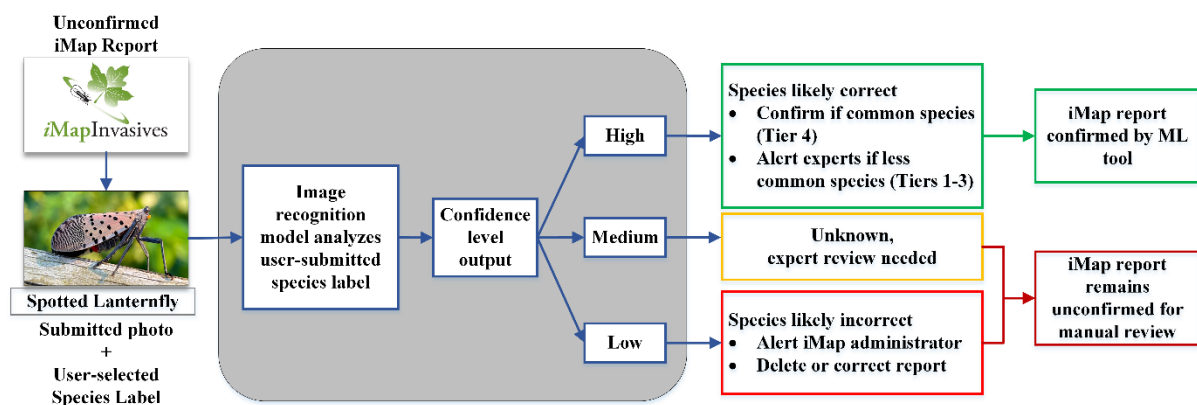 Unconfirmed
iMap Report
iMapInvasives
Spotted Lanternfly
Submitted photo
+
User-selected
Species Label
Image
recognition
model analyzes
user-submitted
species label
Confidence
level
output
High
Medium
Low
Species likely correct
• Confirm if common species
(Tier 4)
• Alert experts if less
common species (Tiers 1-3)
Unknown,
expert review needed
Species likely incorrect
• Alert iMap administrator
• Delete or correct report
iMap report
confirmed by ML
tool
iMap report
remains
unconfirmed for
manual review